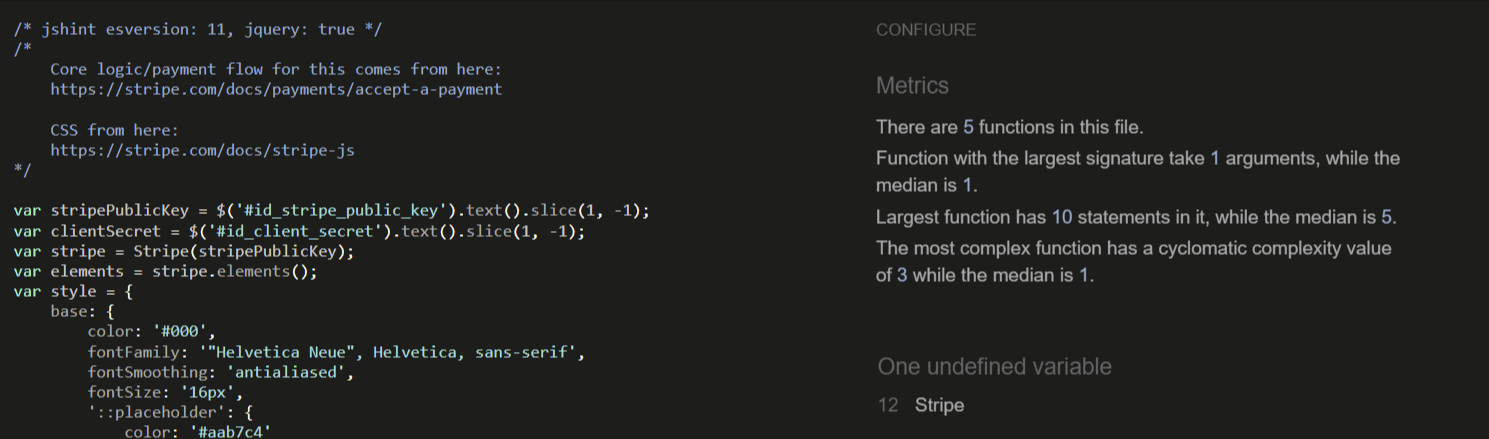 /* jshint esversion: 11, jquery: true */
/*
    Core logic/payment flow for this comes from here:
    https://stripe.com/docs/payments/accept-a-payment

    CSS from here:
    https://stripe.com/docs/stripe-js
*/

var stripePublicKey = $('#id_stripe_public_key').text().slice(1, -1);
var clientSecret = $('#id_client_secret').text().slice(1, -1);
var stripe = Stripe(stripePublicKey);
var elements = stripe.elements();
var style = {
    base: {
        color: '#000',
        fontFamily: '"Helvetica Neue", Helvetica, sans-serif',
        fontSmoothing: 'antialiased',
        fontSize: '16px',
        '::placeholder': {
            color: '#aab7c4'
CONFIGURE
Metrics
There are 5 functions in this file.
Function with the largest signature take 1 arguments, while the
median is 1.
Largest function has 10 statements in it, while the median is 5.
The most complex function has a cyclomatic complexity value
of 3 while the median is 1.
One undefined variable
12 Stripe